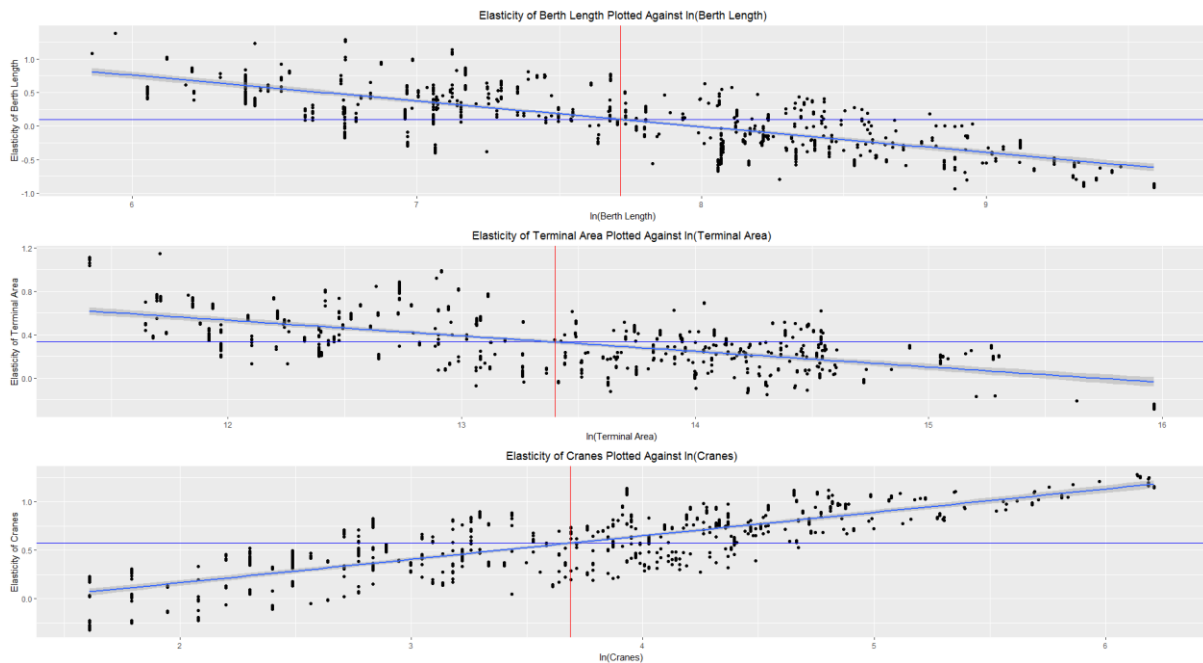 Elasticity of Berth Length Plotted Against ln(Berth Length)
Elasticity of Berth Length
1.0
0.5
0.0
-0.5
-1.0
6 7 8 9
ln(Berth Length)
Elasticity of Terminal Area Plotted Against ln(Terminal Area)
Elasticity of Terminal Area
1.2
0.8
0.4
0.0
12 13 14 15 16
ln(Terminal Area)
Elasticity of Cranes Plotted Against ln(Cranes)
Elasticity of Cranes
1.0
0.5
0.0
2 3 4 5 6
ln(Cranes)